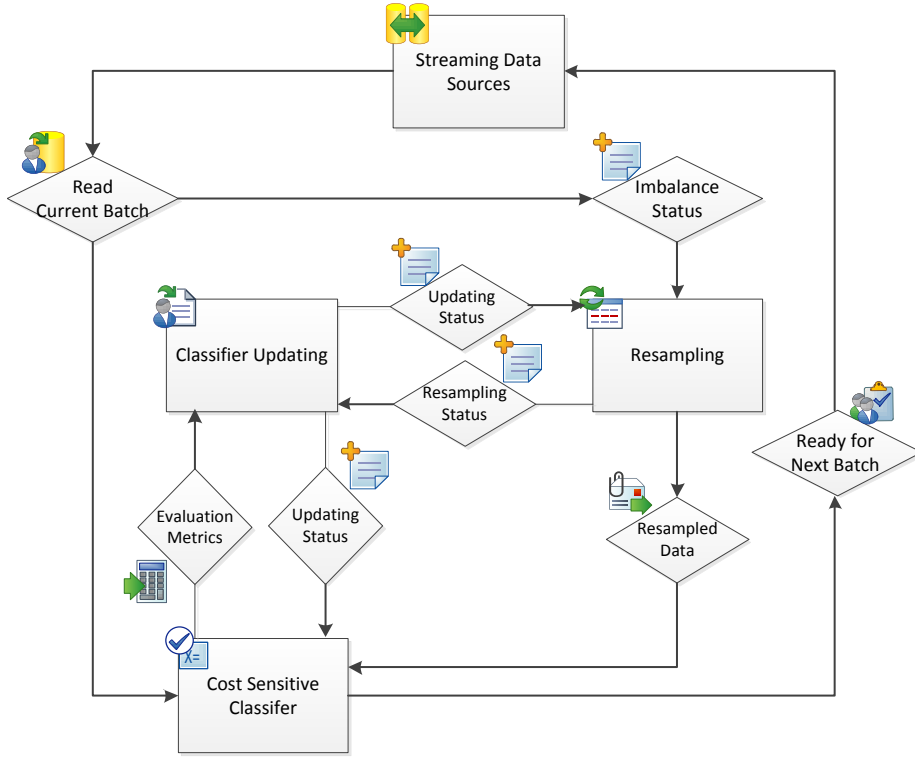 Streaming Data
Sources
Read
Current Batch
Imbalance
Status
Updating
Status
Classifier Updating
Resampling
Resampling
Status
Ready for
Next Batch
Evaluation
Metrics
Updating
Status
Resampled
Data
X=
Cost Sensitive
Classifer